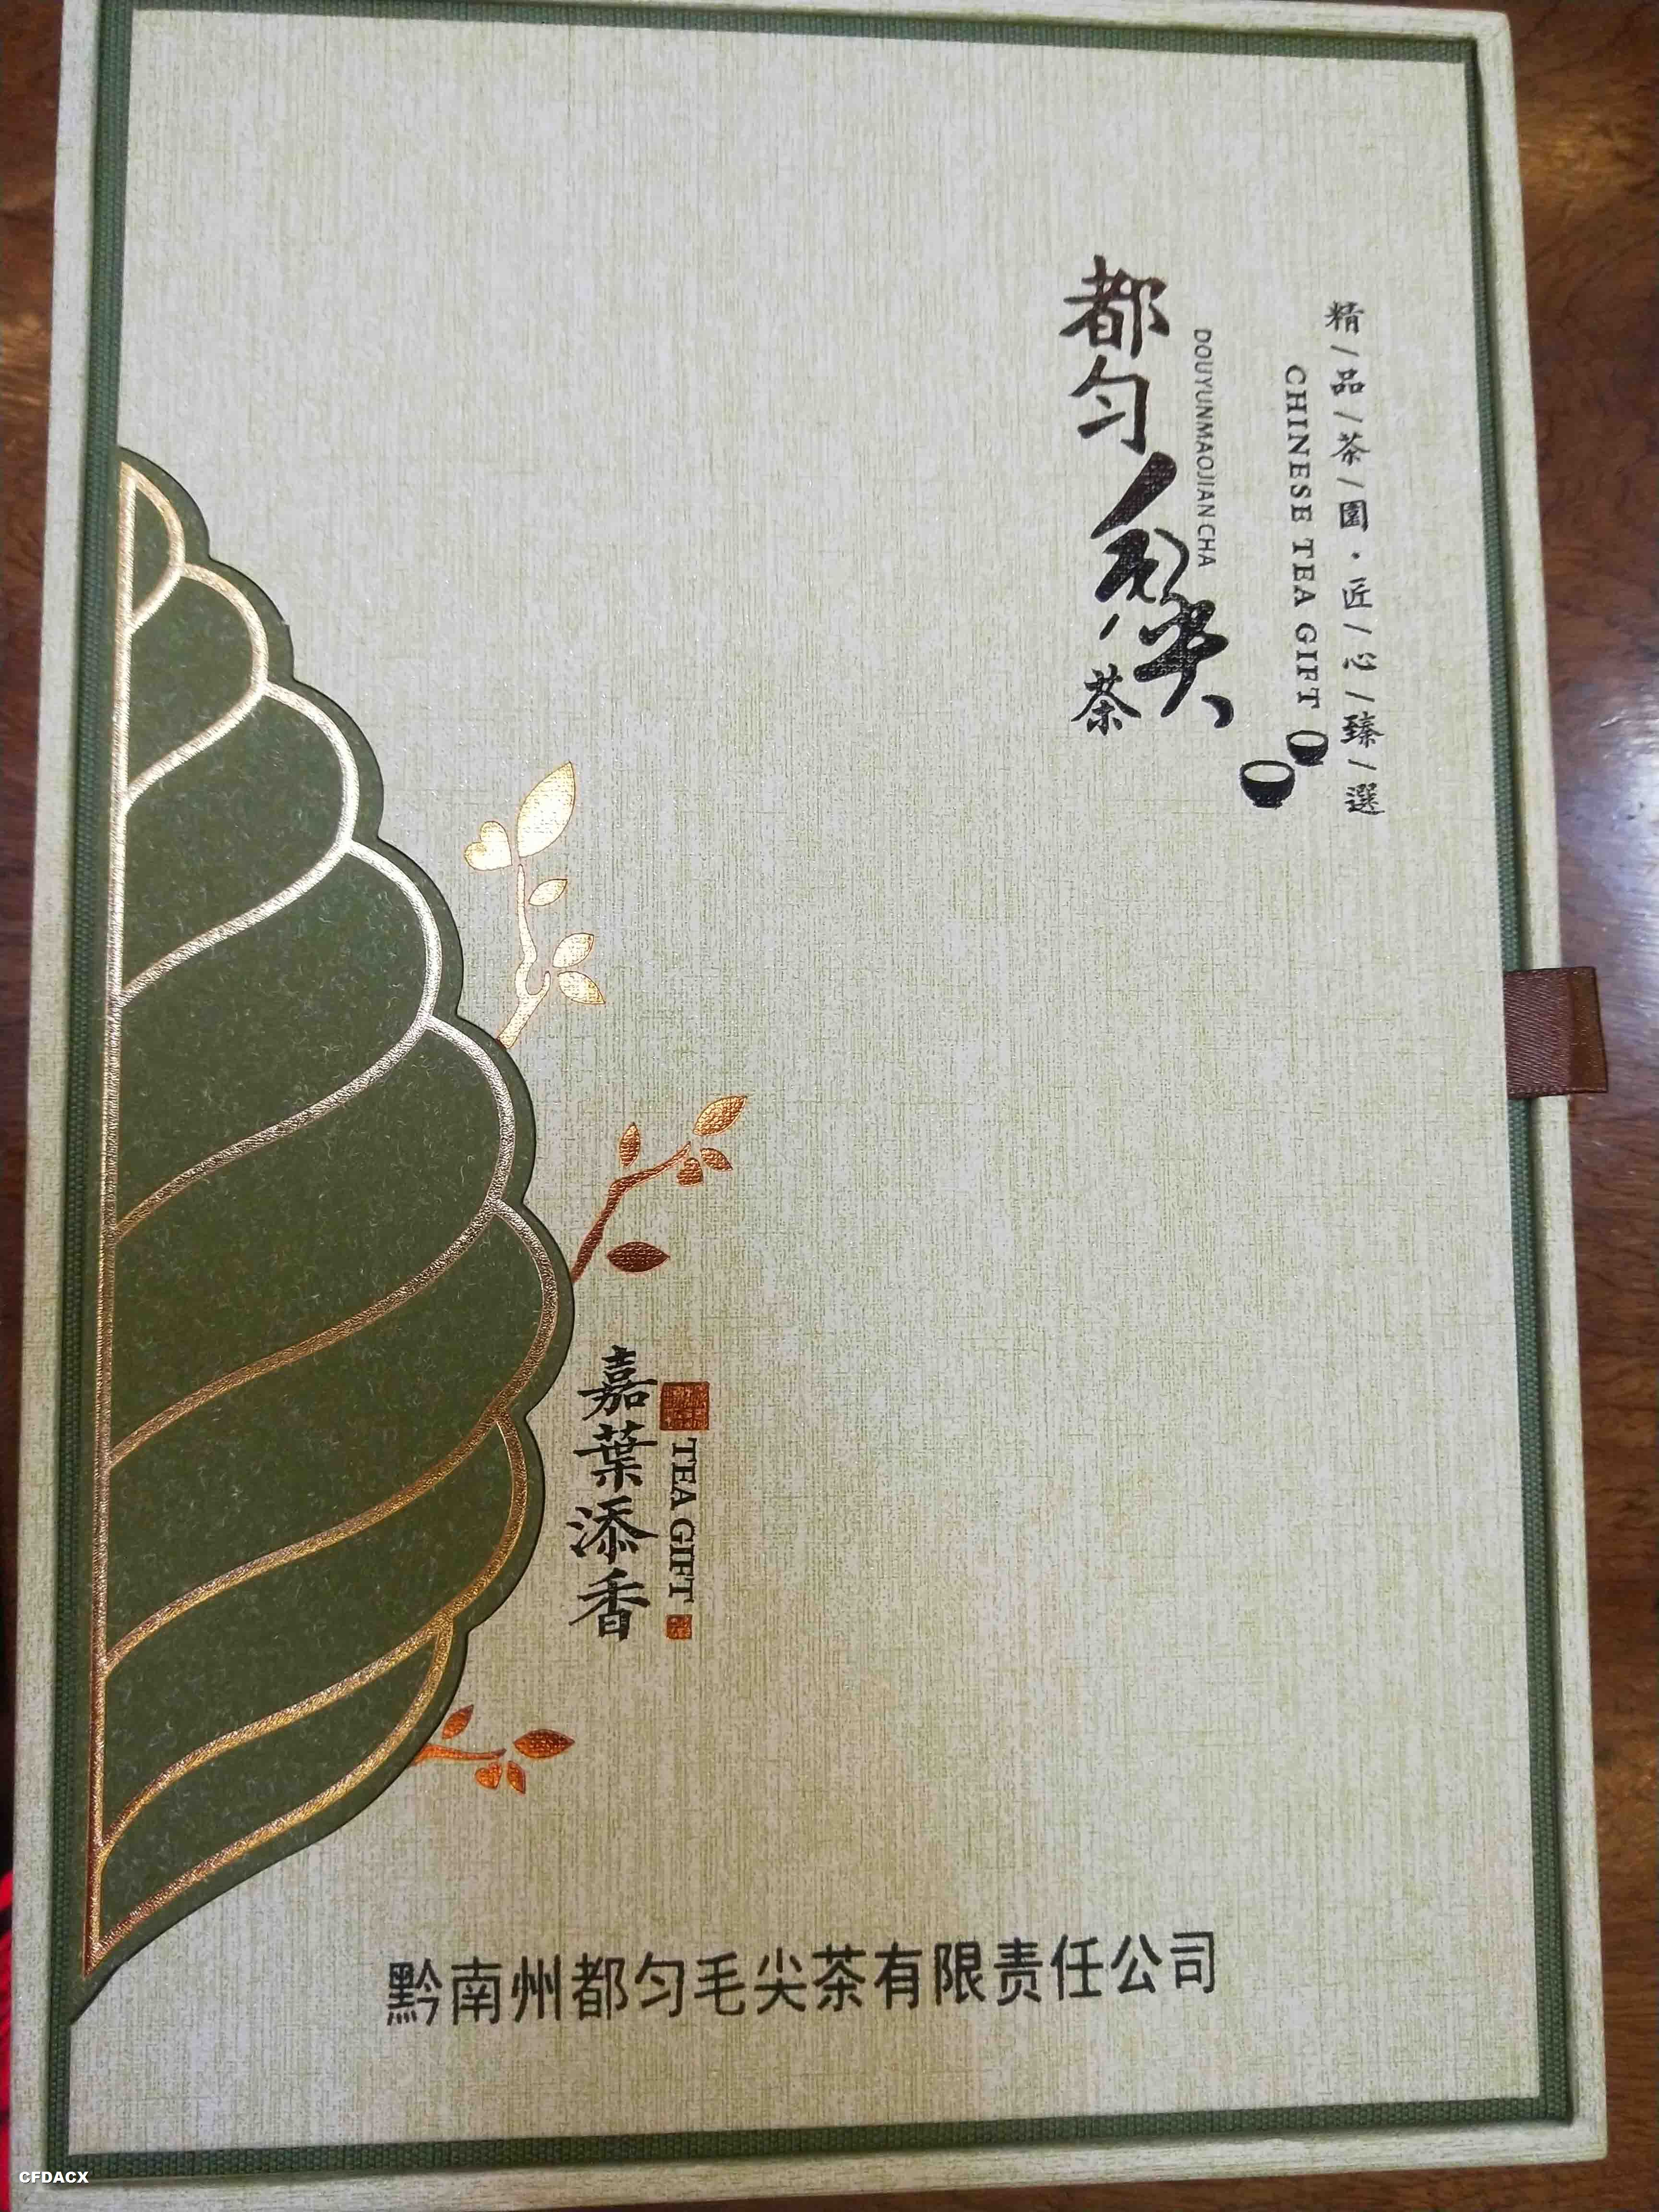 精/品/茶/園·匠/心/臻/選
CHINESE TEA GIFT
DOUYUNMAOJIAN CHA
都匀毛尖茶
TEA GIFT
嘉葉添香
黔南州都匀毛尖茶有限责任公司
CFDACX